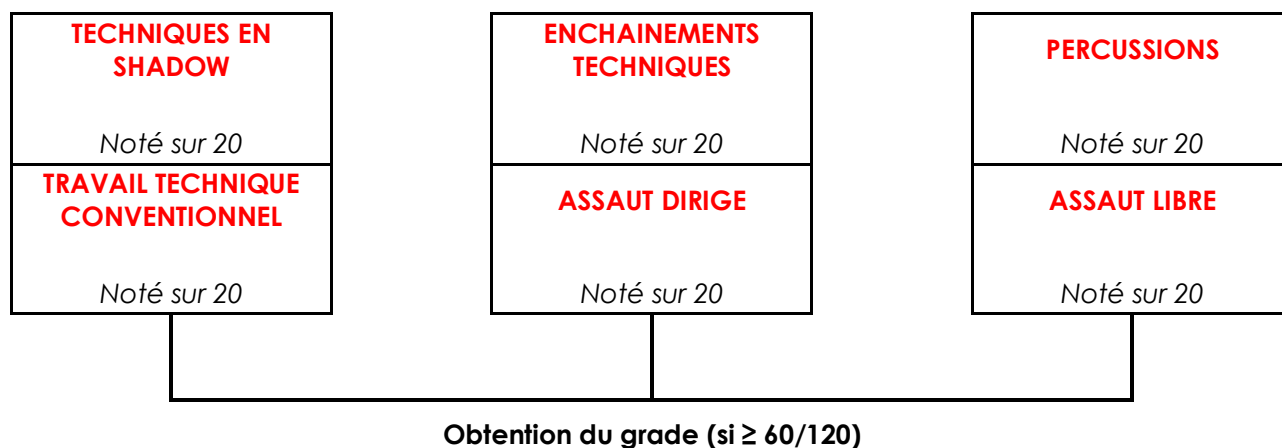 TECHNIQUES EN
SHADOW
Noté sur 20
TRAVAIL TECHNIQUE
CONVENTIONNEL
Noté sur 20
ENCHAINEMENTS
TECHNIQUES
Noté sur 20
ASSAUT DIRIGE
Noté sur 20
PERCUSSIONS
Noté sur 20
ASSAUT LIBRE
Noté sur 20
Obtention du grade (si ≥ 60/120)